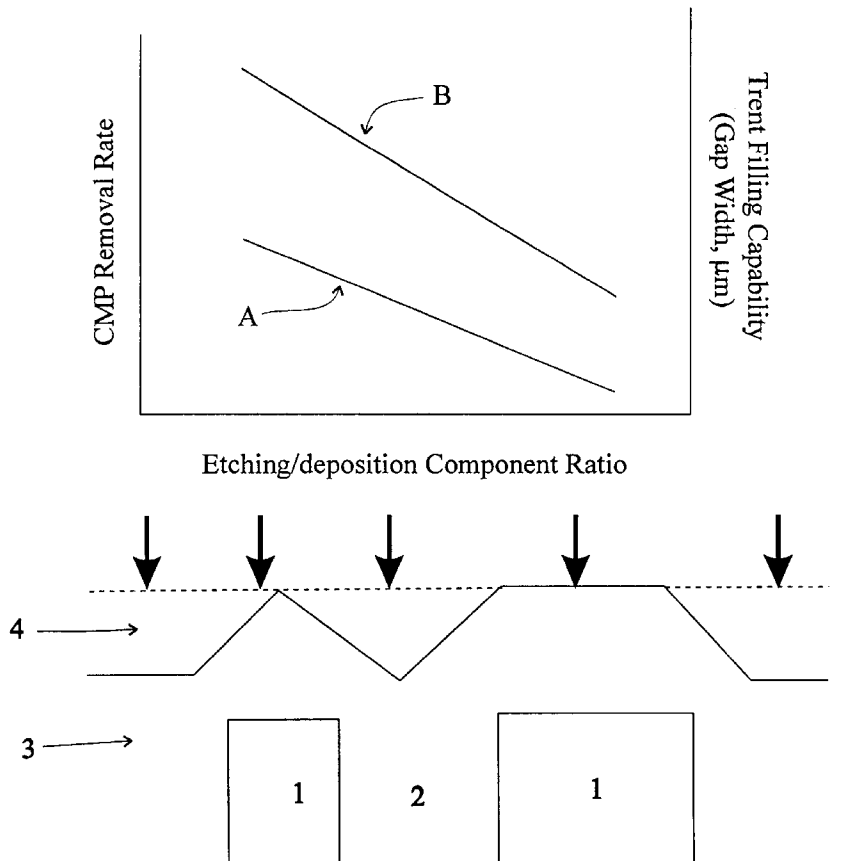 CMP Removal Rate
B
A
Trent Filling Capability
(Gap Width, μm)
Etching/deposition Component Ratio
4
3
1
2
1